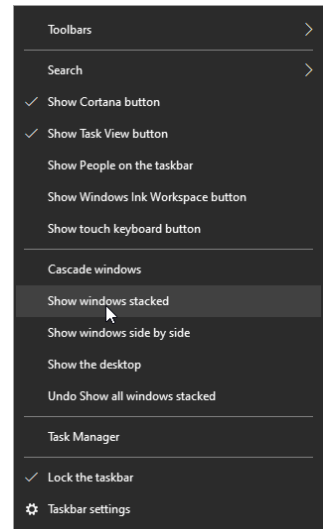 Toolbars
Search
Show Cortana button
Show Task View button
Show People on the taskbar
Show Windows Ink Workspace button
Show touch keyboard button
Cascade windows
Show windows stacked
Show windows side by side
Show the desktop
Undo Show all windows stacked
Task Manager
Lock the taskbar
Taskbar settings